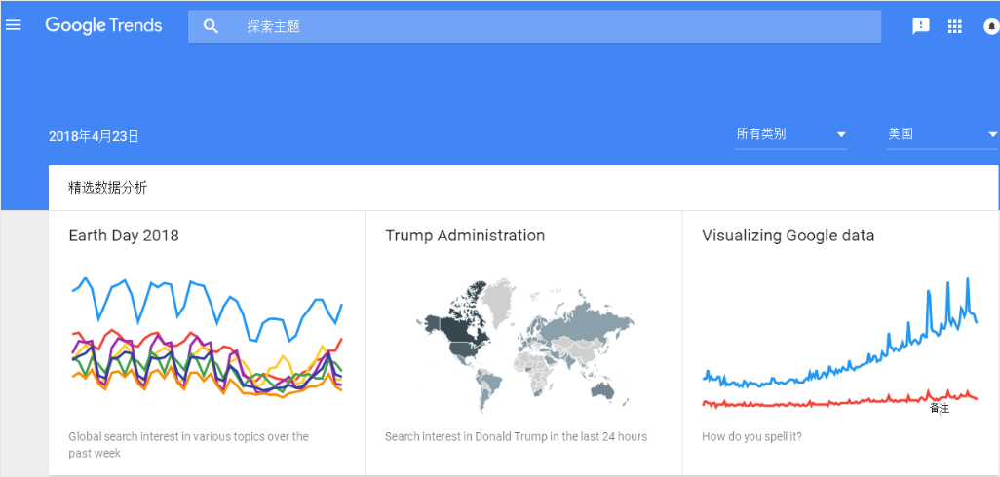 Google Trends
探索主题
2018年4月23日
所有类别
美国
精选数据分析
Earth Day 2018
Trump Administration
Visualizing Google data
备注
Global search interest in various topics over the
past week
Search interest in Donald Trump in the last 24 hours
How do you spell it?